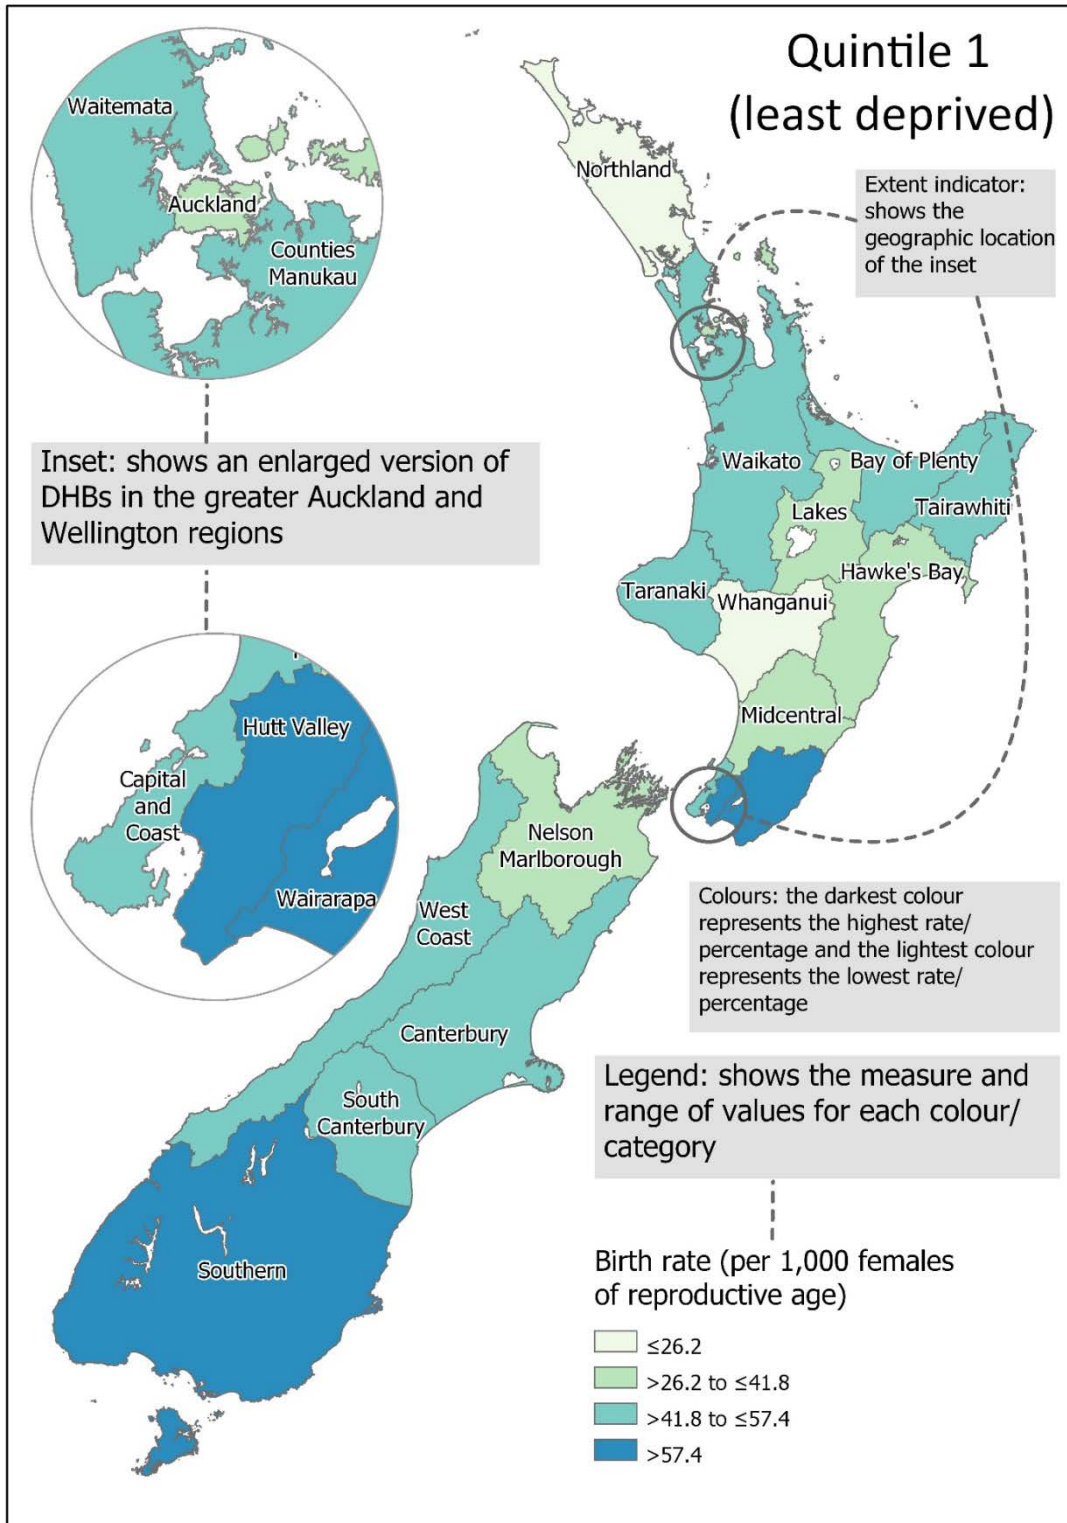 Quintile 1
(least deprived)
Waitemata
Auckland
Counties
Manukau
Northland
Extent indicator:
shows the
geographic location
of the inset
Inset: shows an enlarged version of
DHBs in the greater Auckland and
Wellington regions
Waikato
Bay of Plenty
Tairawhiti
Lakes
Hawke's Bay
Taranaki
Whanganui
Midcentral
Hutt Valley
Capital
and
Coast
Wairarapa
Nelson
Marlborough
West
Coast
Canterbury
South
Canterbury
Southern
Colours: the darkest colour
represents the highest rate/
percentage and the lightest colour
represents the lowest rate/
percentage
Legend: shows the measure and
range of values for each colour/
category
Birth rate (per 1,000 females
of reproductive age)
≤26.2
>26.2 to ≤41.8
>41.8 to ≤57.4
>57.4